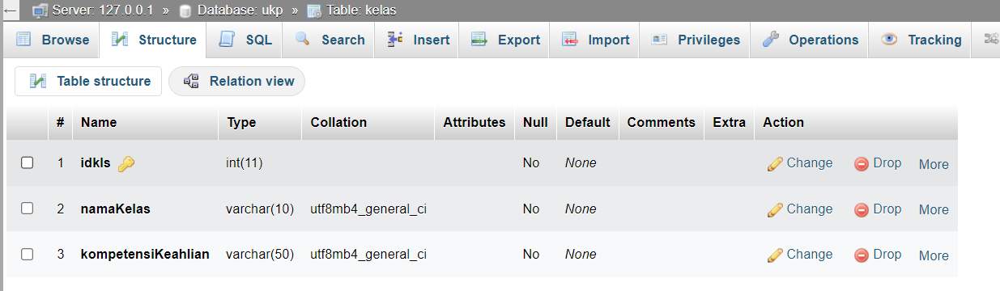 Server: 127.0.0.1 » Database: ukp » Table: kelas
Browse Structure SQL Search Insert Export Import Privileges Operations Tracking
Table structure Relation view
# Name Type Collation Attributes Null Default Comments Extra Action
1 idkls int(11) No None Change Drop More
2 namaKelas varchar(10) utf8mb4_general_ci No None Change Drop More
3 kompetensiKeahlian varchar(50) utf8mb4_general_ci No None Change Drop More